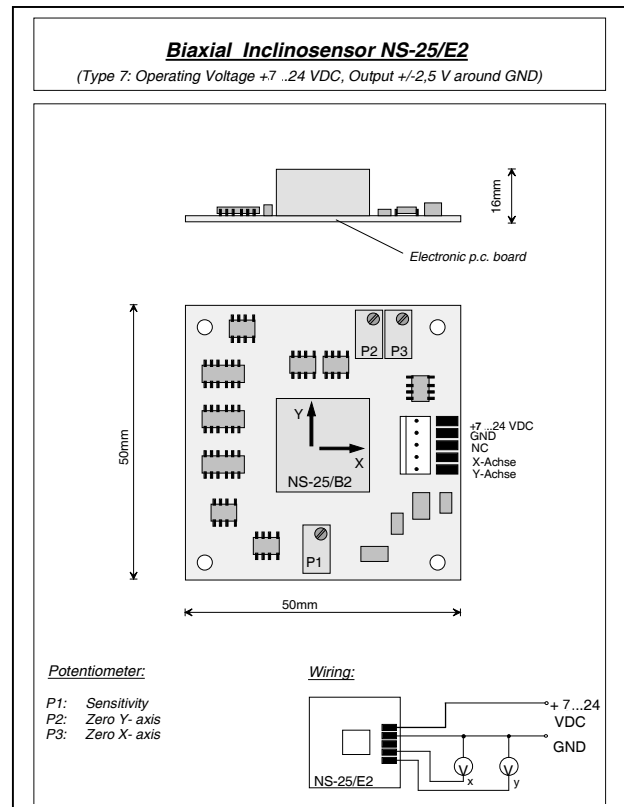 Biaxial Inclinosensor NS-25/E2
(Type 7: Operating Voltage +7 ..24 VDC, Output +/-2,5 V around GND)
16mm
Electronic p.c. board
P2 P3
50mm
Y
X
NS-25/B2
+7 ...24 VDC
GND
NC
X-Achse
Y-Achse
P1
50mm
Potentiometer:
P1: Sensitivity
P2: Zero Y- axis
P3: Zero X- axis
Wiring:
+ 7...24
VDC
GND
V
x
V
y
NS-25/E2